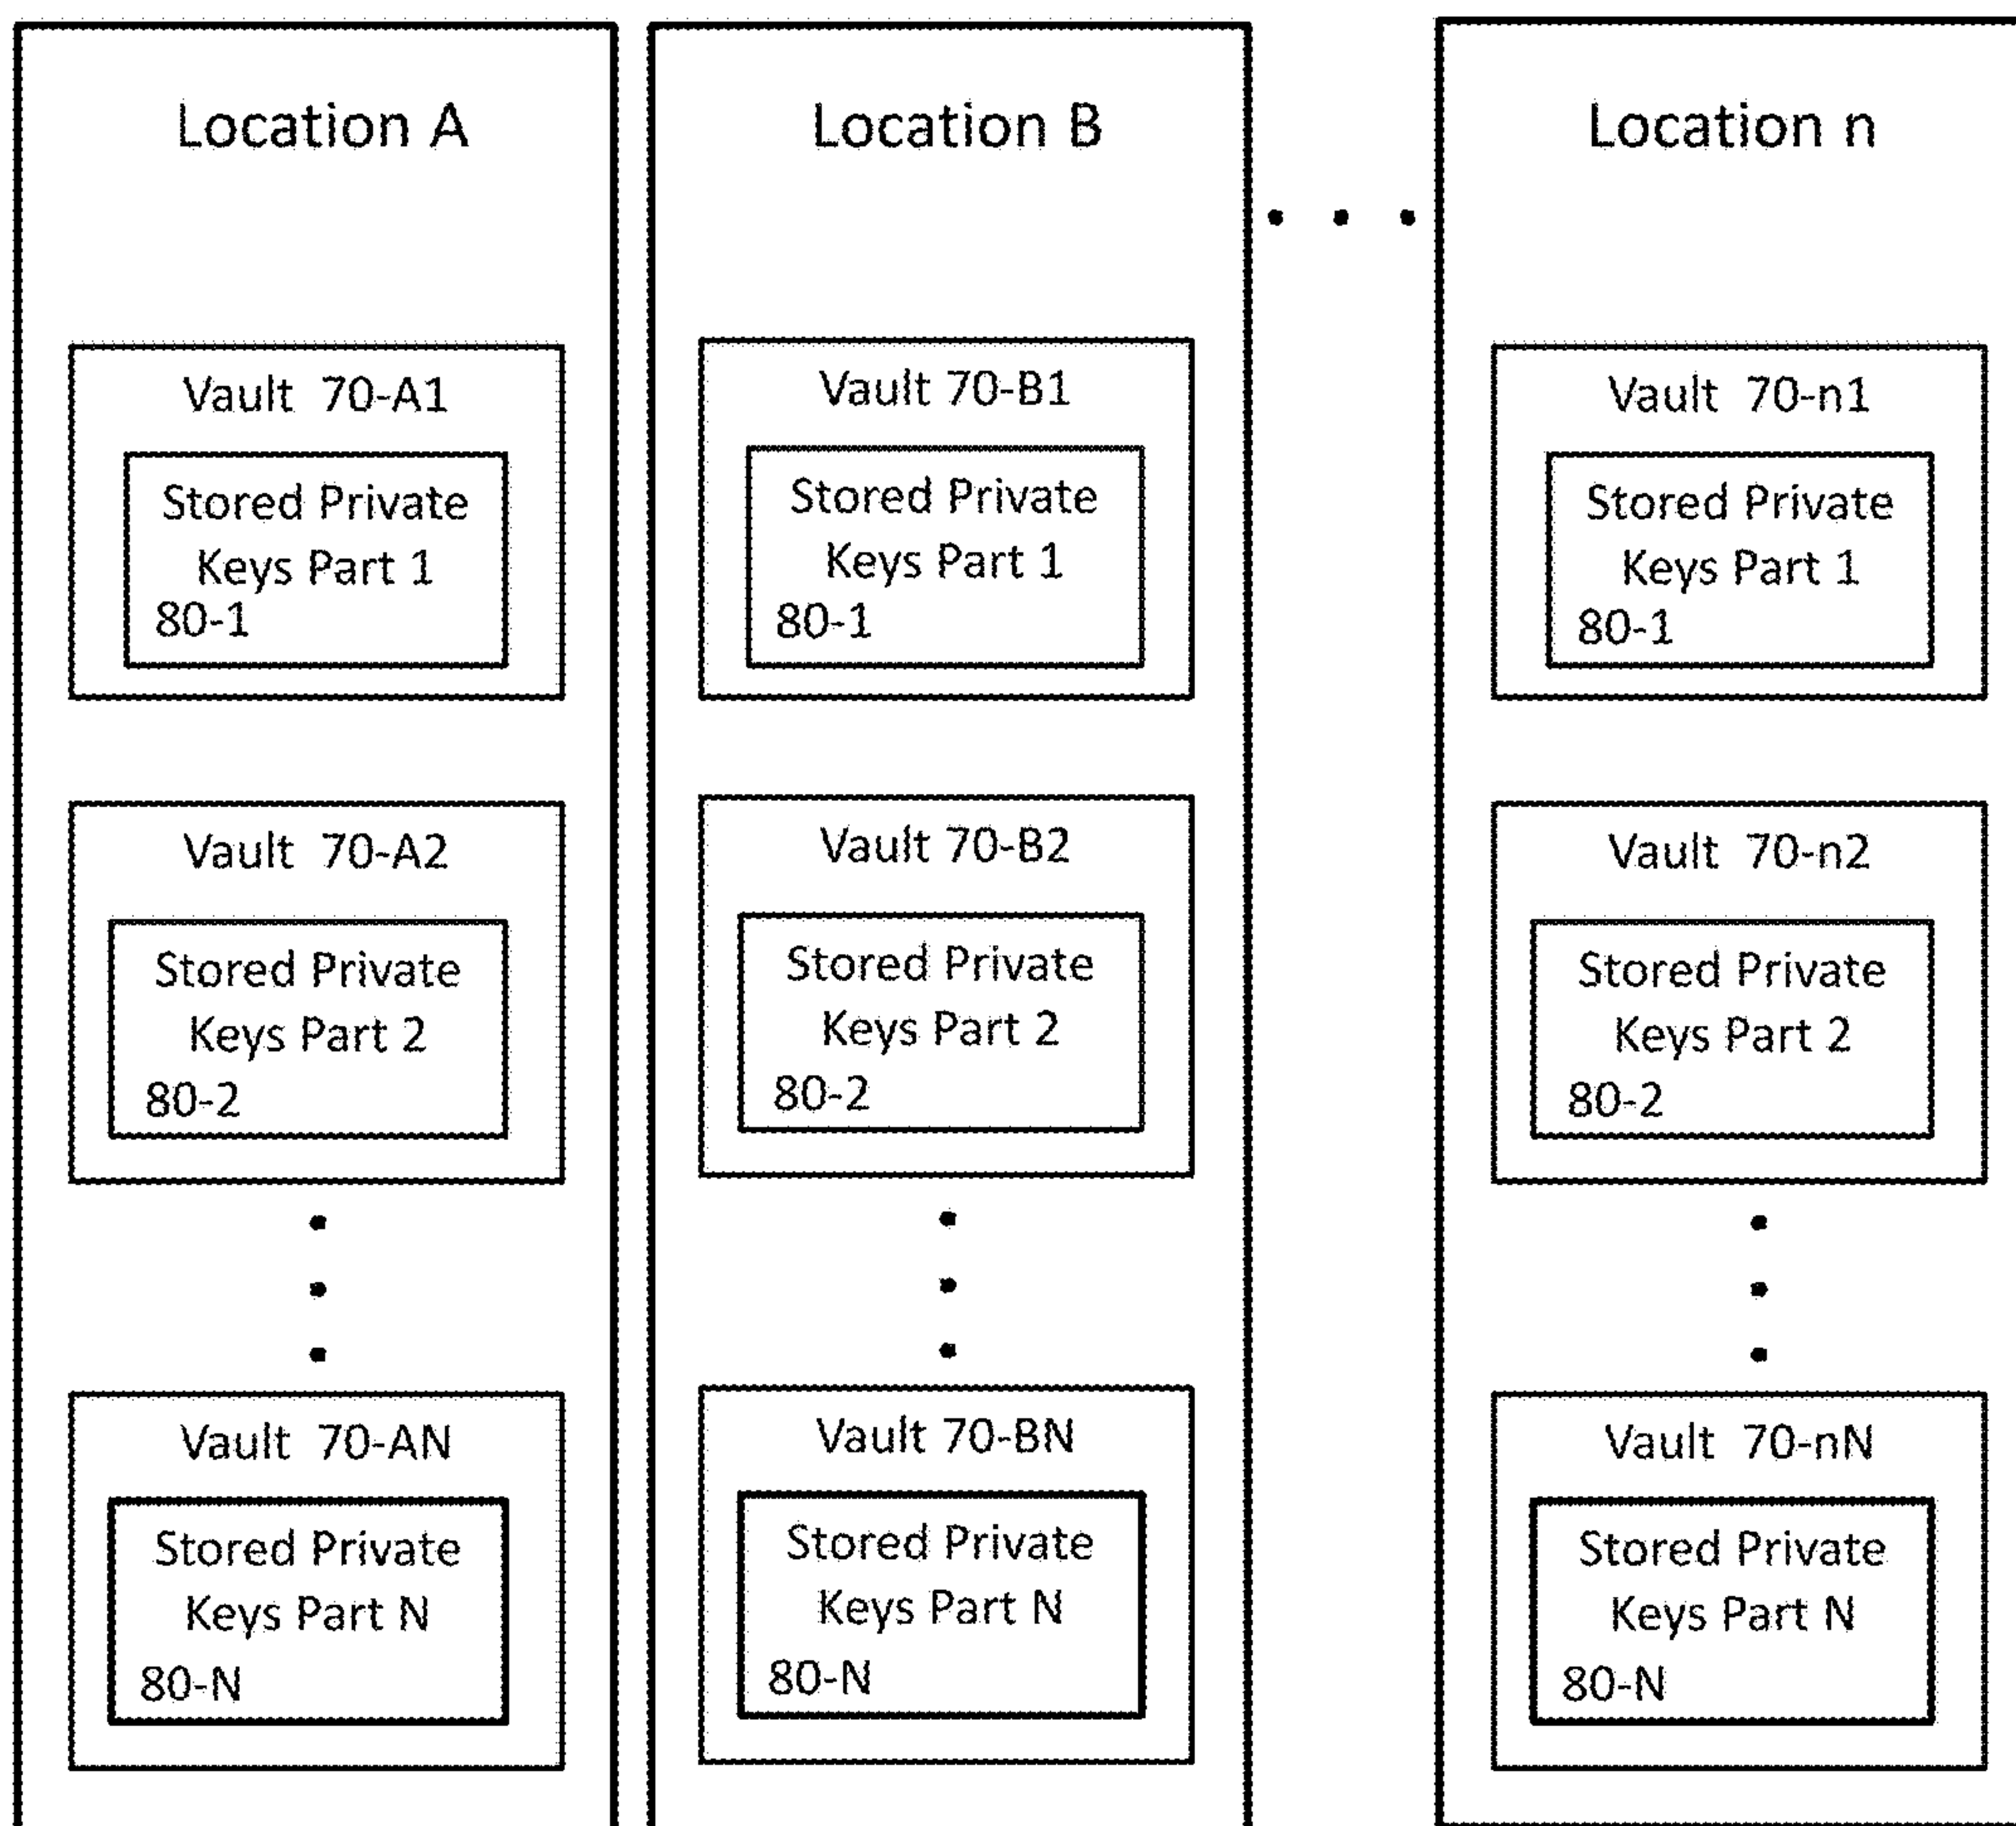 Location A
Vault 70-A1
Stored Private
Keys Part 1
80-1
Vault 70-A2
Stored Private
Keys Part 2
80-2
Vault 70-AN
Stored Private
Keys Part N
80-N
Location B
Vault 70-B1
Stored Private
Keys Part 1
80-1
Vault 70-B2
Stored Private
Keys Part 2
80-2
Vault 70-BN
Stored Private
Keys Part N
80-N
Location n
Vault 70-n1
Stored Private
Keys Part 1
80-1
Vault 70-n2
Stored Private
Keys Part 2
80-2
Vault 70-nN
Stored Private
Keys Part N
80-N